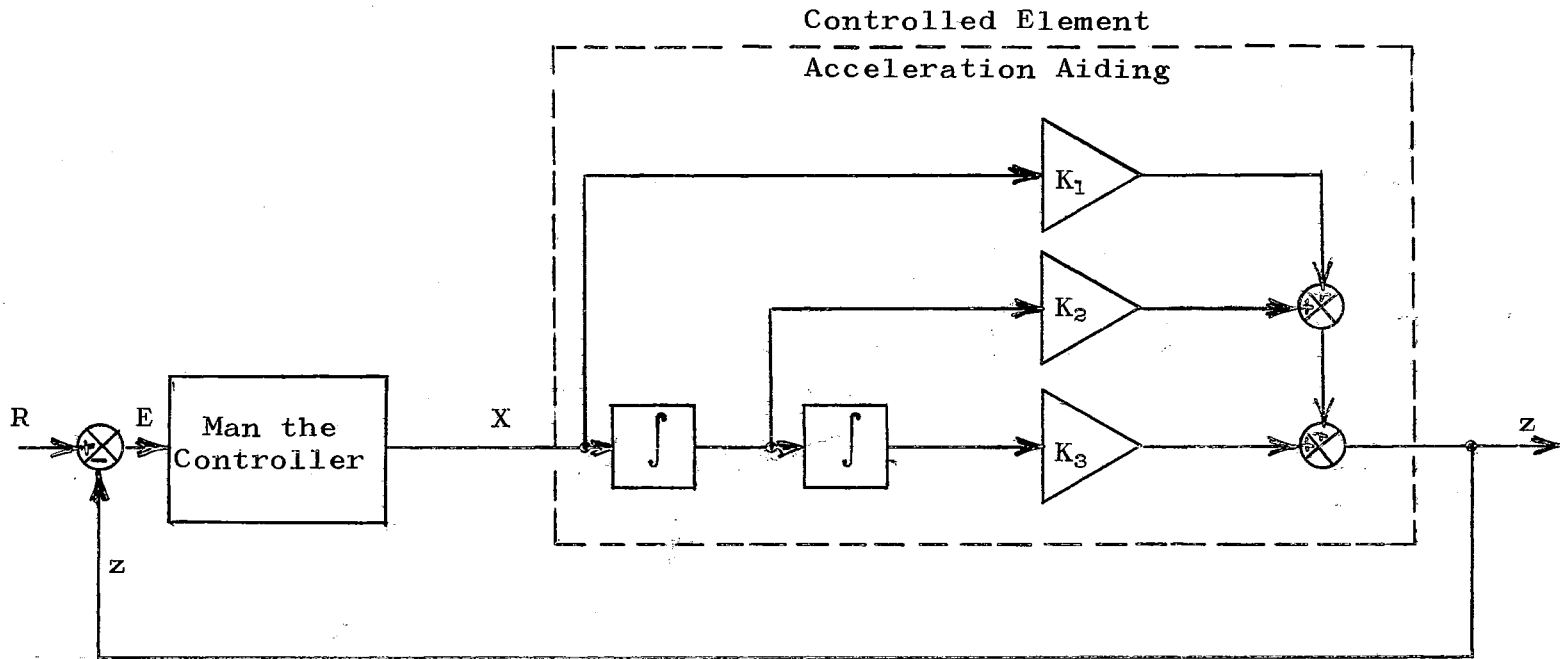 Controlled Element
Acceleration Aiding
K₁
K₂
R
E
Man the
Controller
X
∫
∫
K₃
z
z